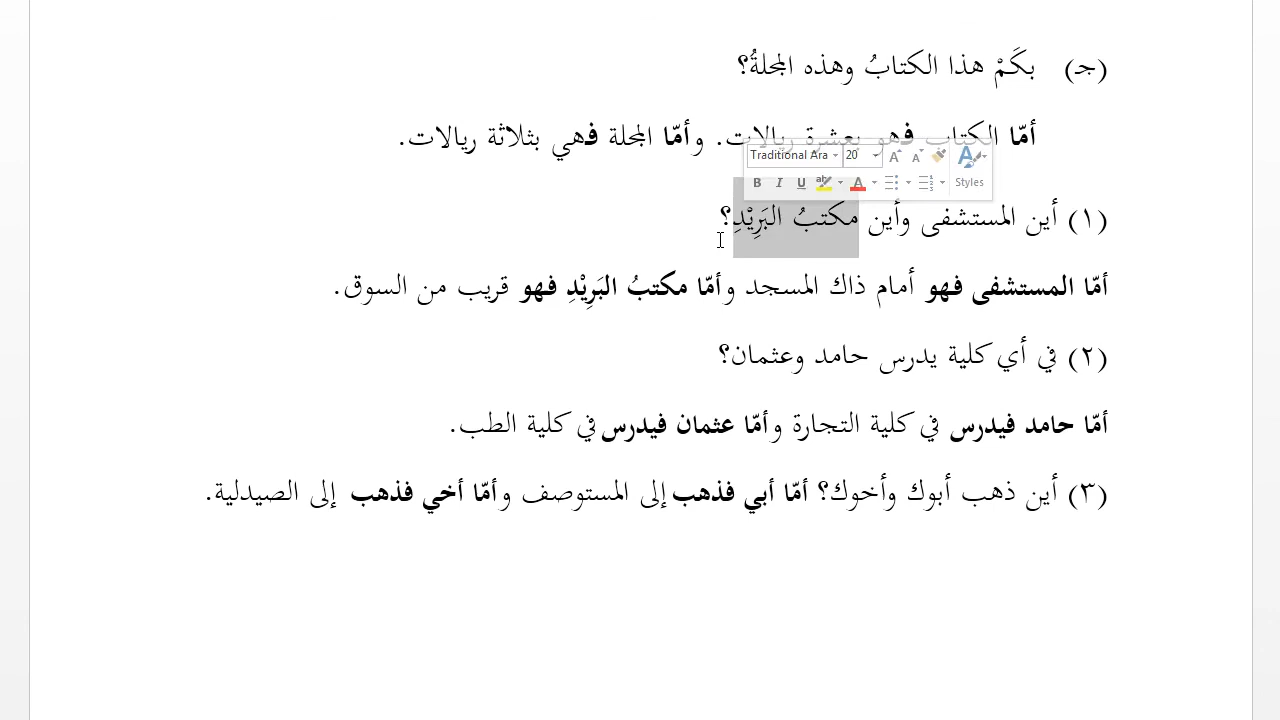 (جـ) بكَمْ هذا الكتابُ وهذه المجلةُ؟
أمّا الكتاب فهو بعشرة ريالات. وأمّا المجلة فهي بثلاثة ريالات.
Traditional Ara 20
B I U ab A Styles
(١) أين المستشفى وأين مكتبُ البَرِيْدِ؟
أمّا المستشفى فهو أمام ذاك المسجد وأمّا مكتبُ البَرِيْدِ فهو قريب من السوق.
(٢) في أي كلية يدرس حامد وعثمان؟
أمّا حامد فيدرس في كلية التجارة وأمّا عثمان فيدرس في كلية الطب.
(٣) أين ذهب أبوك وأخوك؟ أمّا أبي فذهب إلى المستوصف وأمّا أخي فذهب إلى الصيدلية.